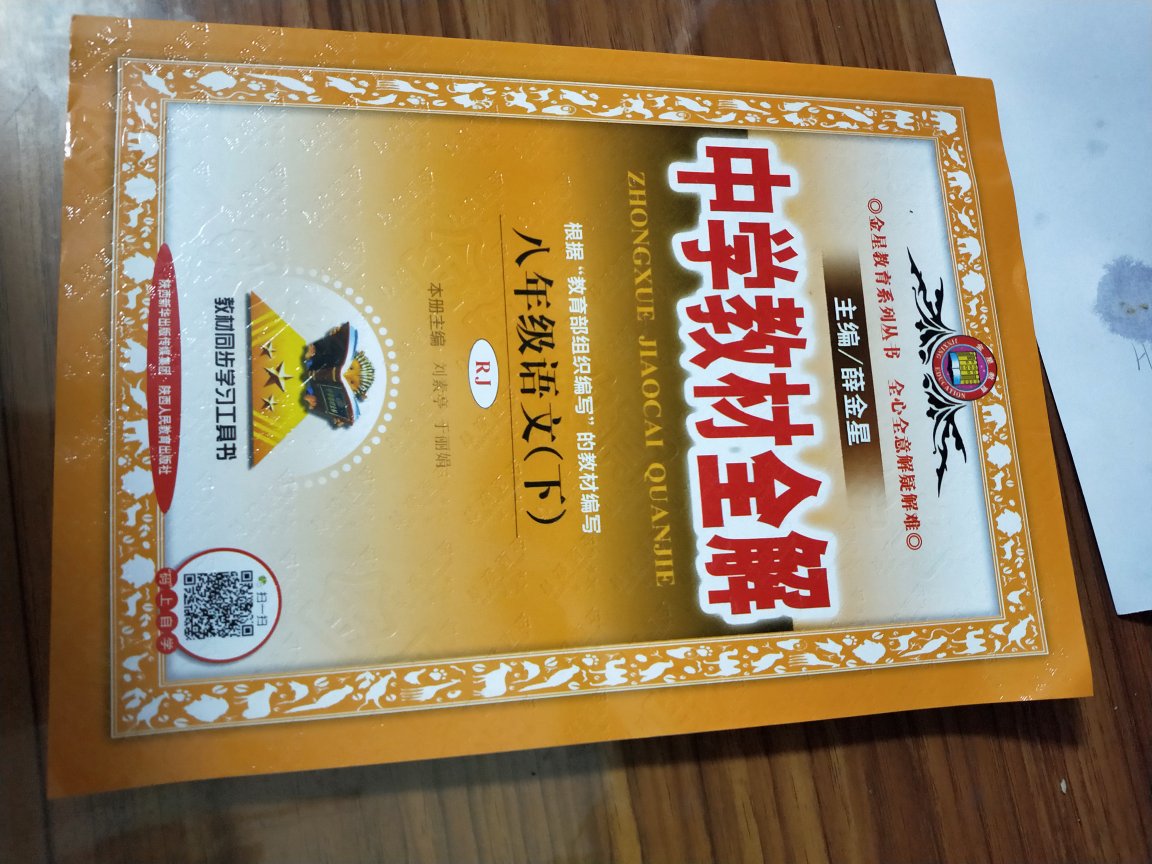 ◎金星教育系列丛书 全心全意解疑解难◎
主编/薛金星
中学教材全解
ZHONGXUE JIAOCAI QUANJIE
根据“教育部组织编写”的教材编写
八年级语文(下)
RJ
本册主编 刘素学 于丽娟
教材同步学习工具书
陕西新华出版传媒集团·陕西人民教育出版社
扫一扫
码上自学